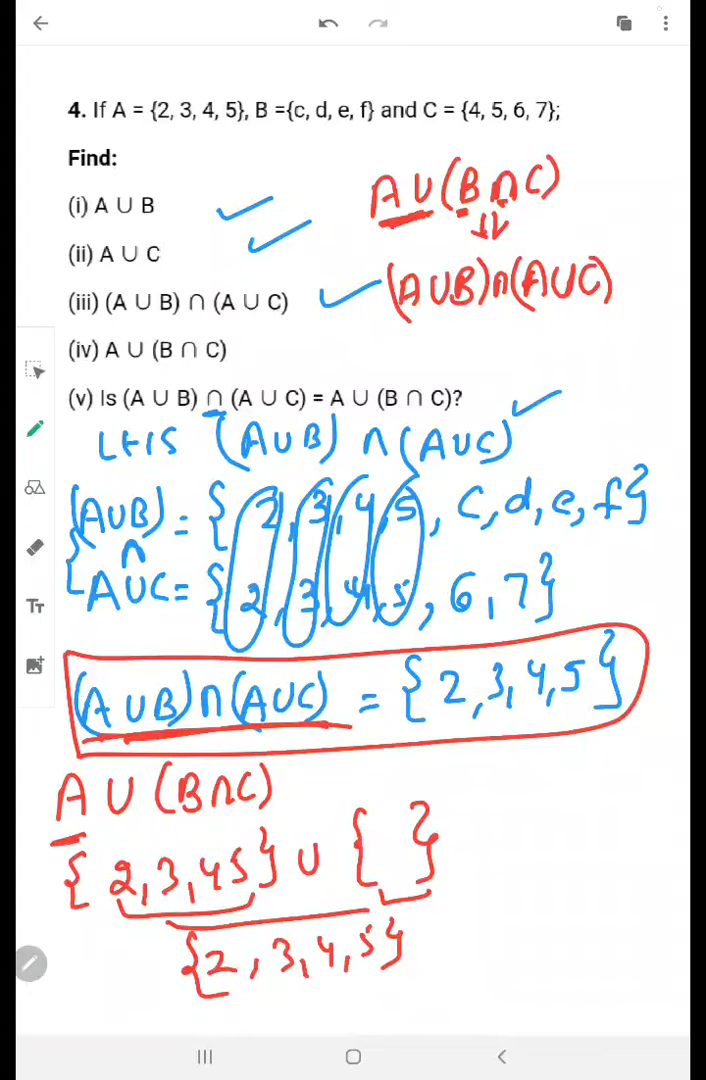 4. If A = {2, 3, 4, 5}, B ={c, d, e, f} and C = {4, 5, 6, 7};
Find:
(i) A ∪ B
A ∪ (B ∩ C)
(ii) A ∪ C
(iii) (A ∪ B) ∩ (A ∪ C)
(A ∪ B) ∩ (A ∪ C)
(iv) A ∪ (B ∩ C)
(v) Is (A ∪ B) ∩ (A ∪ C) = A ∪ (B ∩ C)?
LHS (A ∪ B) ∩ (A ∪ C)
(A ∪ B) = {2, 3, 4, 5, c, d, e, f}
∩
A ∪ C = {2, 3, 4, 5, 6, 7}
(A ∪ B) ∩ (A ∪ C) = {2, 3, 4, 5}
A ∪ (B ∩ C)
{2, 3, 4 5} ∪ { }
{2, 3, 4, 5}
Tт